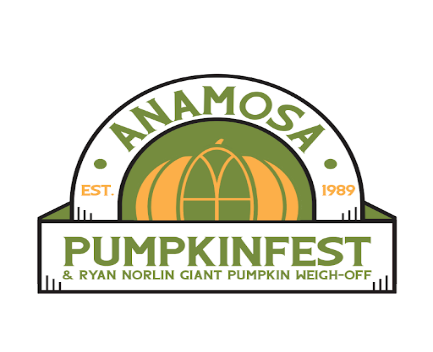 ANAMOSA
EST. 1989
PUMPKINFEST
& RYAN NORLIN GIANT PUMPKIN WEIGH-OFF